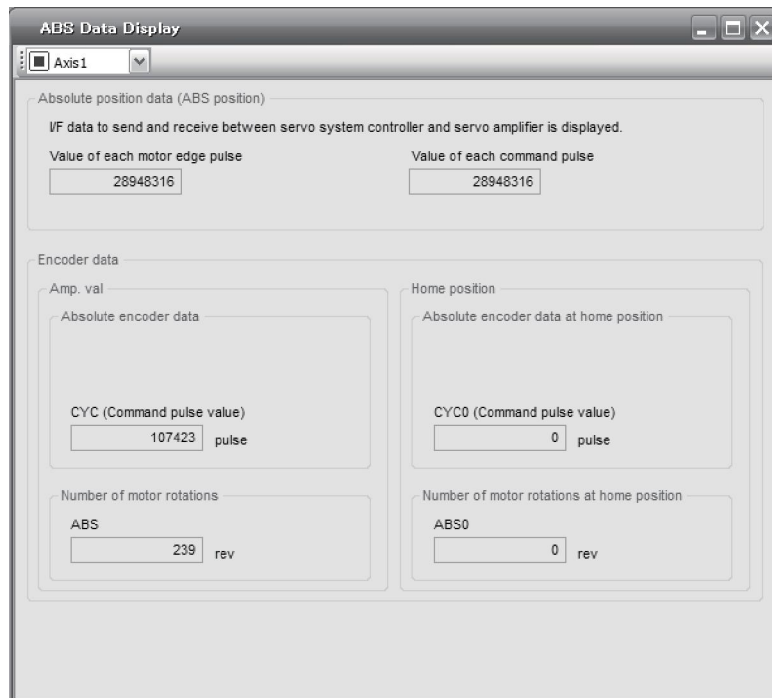 ABS Data Display
Axis1
Absolute position data (ABS position)
I/F data to send and receive between servo system controller and servo amplifier is displayed.
Value of each motor edge pulse
Value of each command pulse
28948316
28948316
Encoder data
Amp. val
Home position
Absolute encoder data
Absolute encoder data at home position
CYC (Command pulse value)
CYC0 (Command pulse value)
107423 pulse
0 pulse
Number of motor rotations
Number of motor rotations at home position
ABS
ABS0
239 rev
0 rev